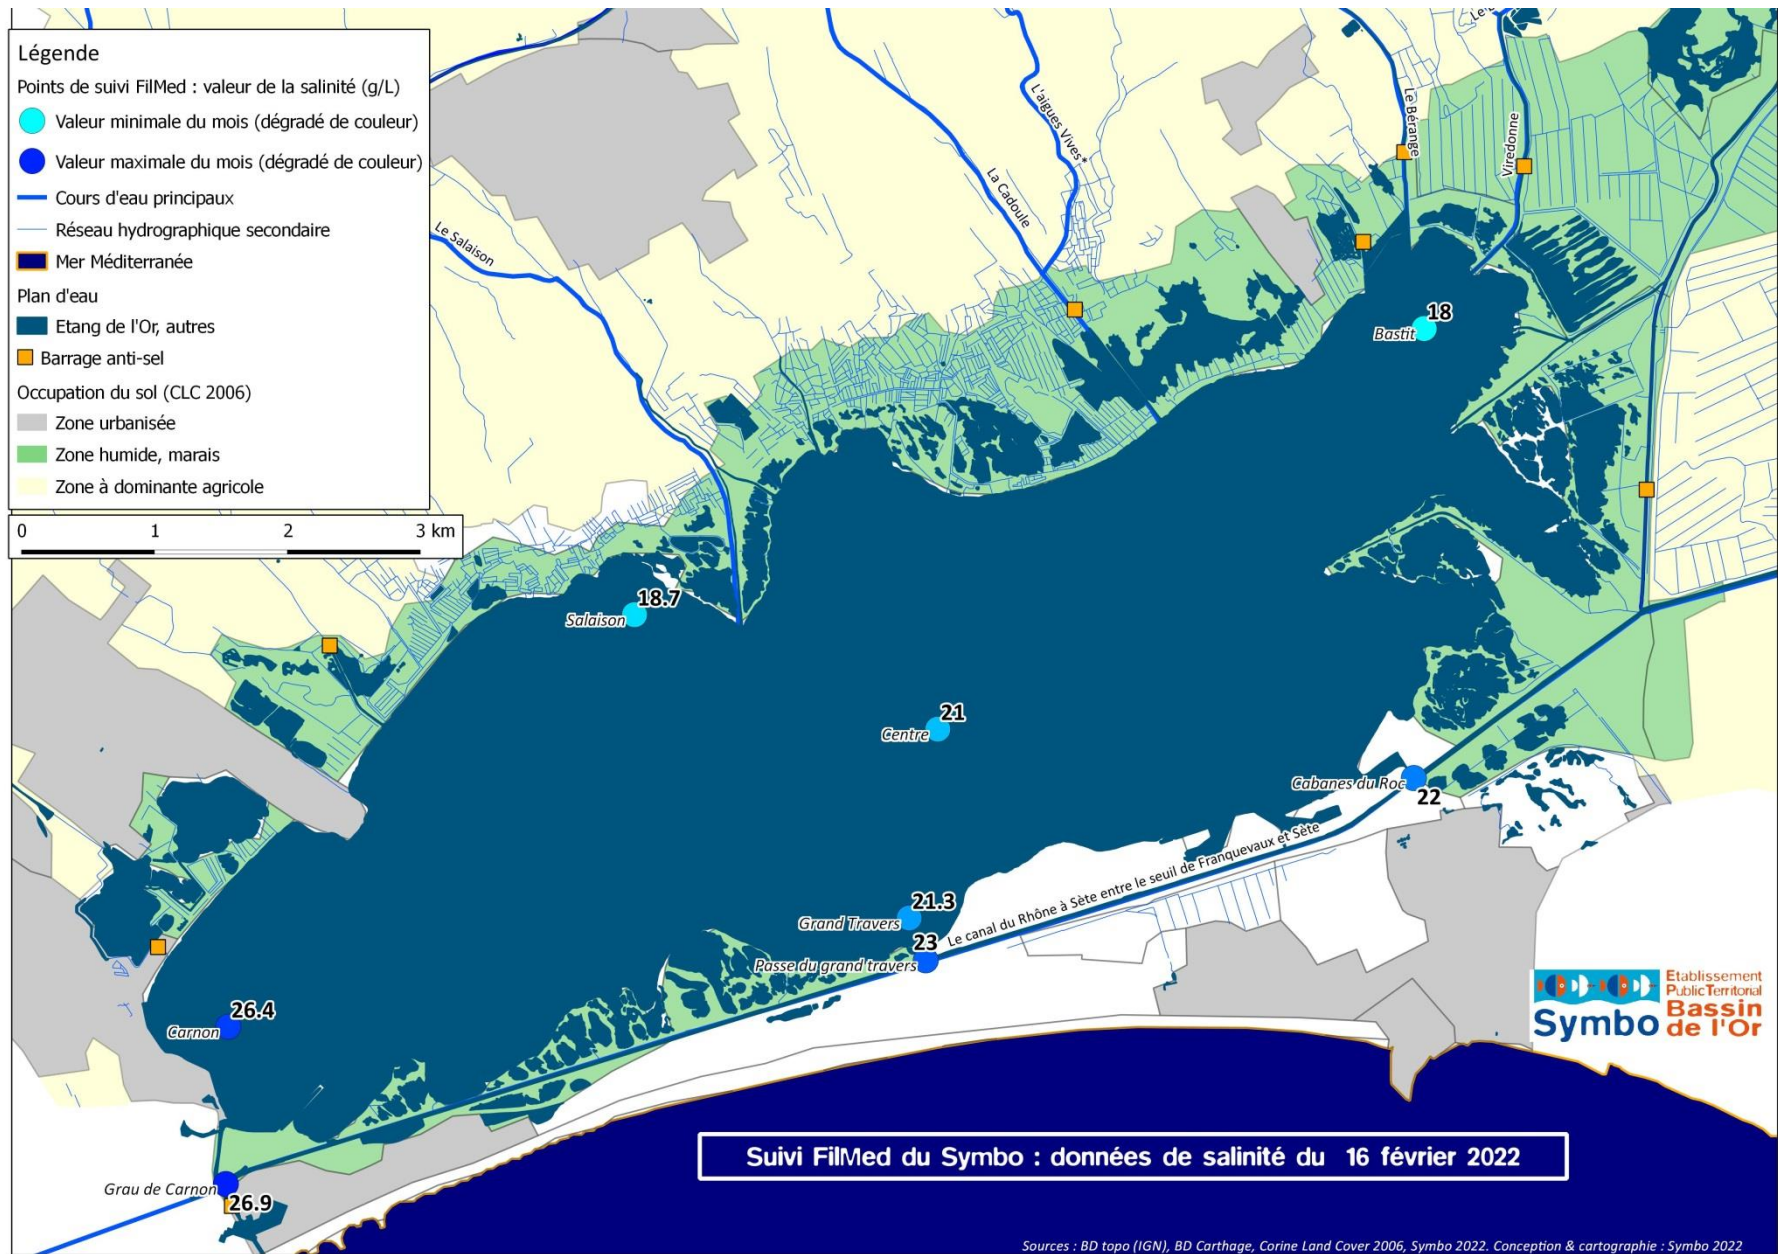 Légende
Points de suivi FilMed : valeur de la salinité (g/L)
Valeur minimale du mois (dégradé de couleur)
Valeur maximale du mois (dégradé de couleur)
Cours d'eau principaux
Réseau hydrographique secondaire
Mer Méditerranée
Plan d'eau
Etang de l'Or, autres
Barrage anti-sel
Occupation du sol (CLC 2006)
Zone urbanisée
Zone humide, marais
Zone à dominante agricole
0 1 2 3 km
Le Salaison
La Cadoule
L'aigues Vives*
Le Bérange
Viredonne
18
Bastit
18.7
Salaison
21
Centre
Cabanes du Roc
22
21.3
Grand Travers
23
Passe du grand travers
Le canal du Rhône à Sète entre le seuil de Franquevaux et Sète
26.4
Carnon
Grau de Carnon
26.9
Symbo
Etablissement
Public Territorial
Bassin
de l'Or
Suivi FilMed du Symbo : données de salinité du 16 février 2022
Sources : BD topo (IGN), BD Carthage, Corine Land Cover 2006, Symbo 2022. Conception & cartographie : Symbo 2022